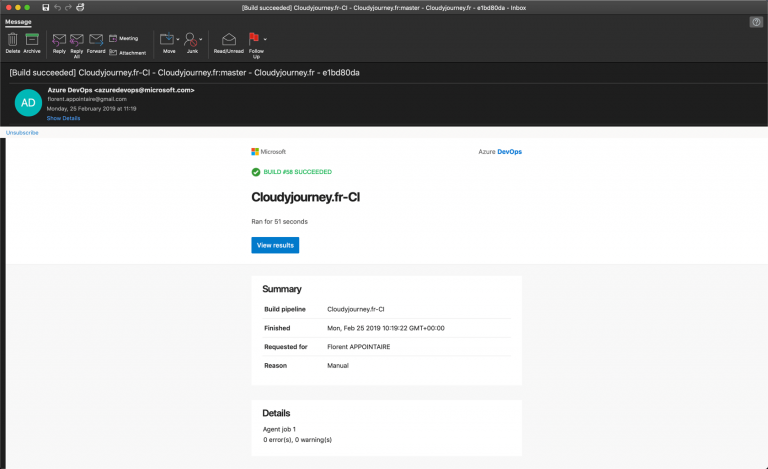 [Build succeeded] Cloudyjourney.fr-CI - Cloudyjourney.fr:master - Cloudyjourney.fr - e1bd80da - Inbox
Message
Delete Archive Reply Reply All Forward Meeting Attachment Move Junk Read/Unread Follow Up
[Build succeeded] Cloudyjourney.fr-CI - Cloudyjourney.fr:master - Cloudyjourney.fr - e1bd80da
AD
Azure DevOps <azuredevops@microsoft.com>
florent.appointaire@gmail.com
Monday, 25 February 2019 at 11:19
Show Details
Unsubscribe
Microsoft Azure DevOps
BUILD #58 SUCCEEDED
Cloudyjourney.fr-CI
Ran for 51 seconds
View results
Summary
Build pipeline Cloudyjourney.fr-CI
Finished Mon, Feb 25 2019 10:19:22 GMT+00:00
Requested for Florent APPOINTAIRE
Reason Manual
Details
Agent job 1
0 error(s), 0 warning(s)